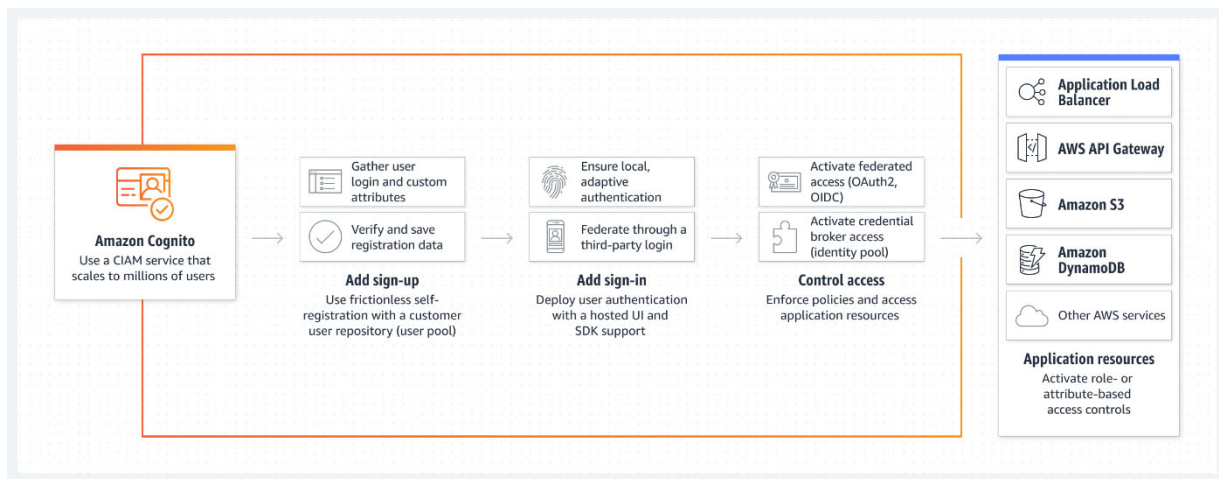 Amazon Cognito
Use a CIAM service that
scales to millions of users
Gather user
login and custom
attributes
Verify and save
registration data
Add sign-up
Use frictionless self-
registration with a customer
user repository (user pool)
Ensure local,
adaptive
authentication
Federate through a
third-party login
Add sign-in
Deploy user authentication
with a hosted UI and
SDK support
Activate federated
access (OAuth2,
OIDC)
Activate credential
broker access
(identity pool)
Control access
Enforce policies and access
application resources
Application Load
Balancer
AWS API Gateway
Amazon S3
Amazon
DynamoDB
Other AWS services
Application resources
Activate role- or
attribute-based
access controls